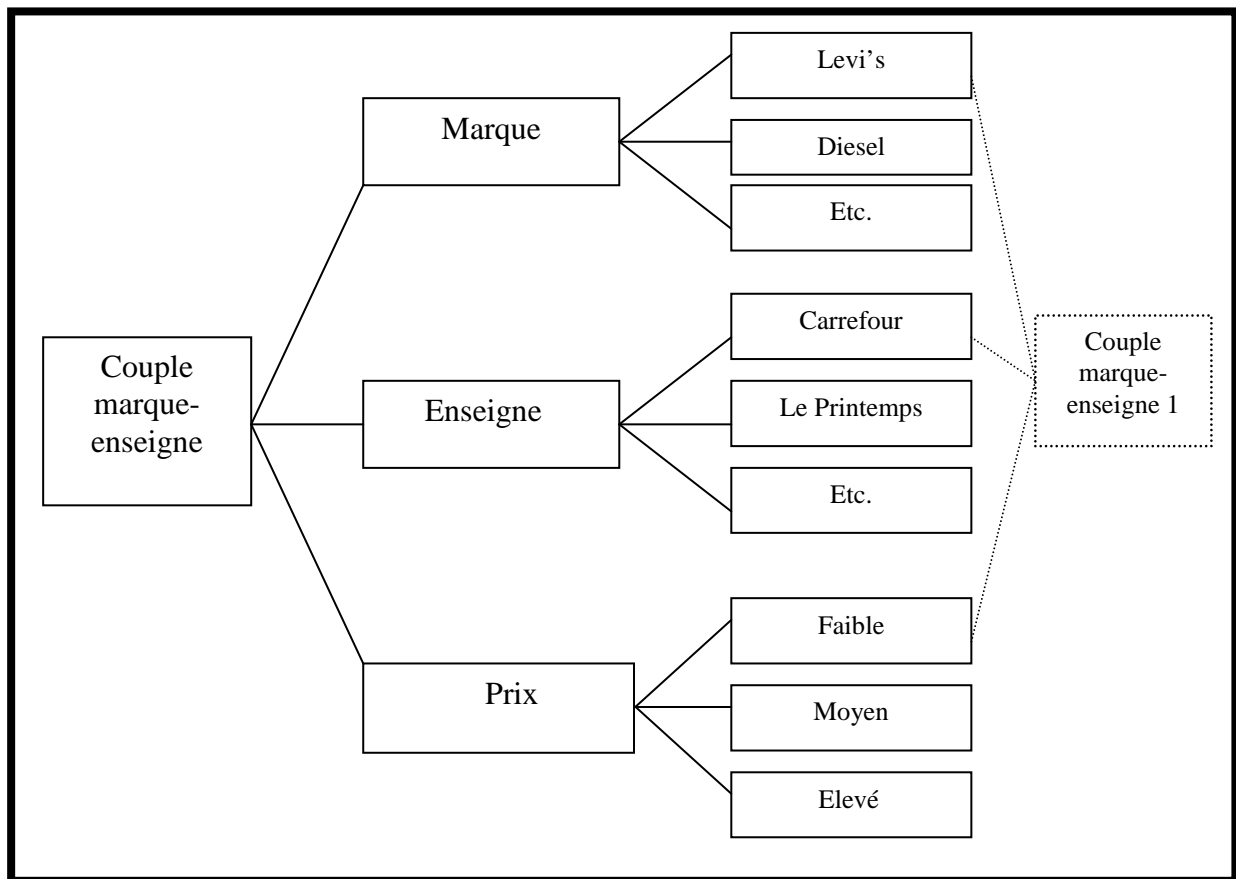 Couple
marque-
enseigne
Marque
Enseigne
Prix
Levi's
Diesel
Etc.
Carrefour
Le Printemps
Etc.
Faible
Moyen
Elevé
Couple
marque-
enseigne 1